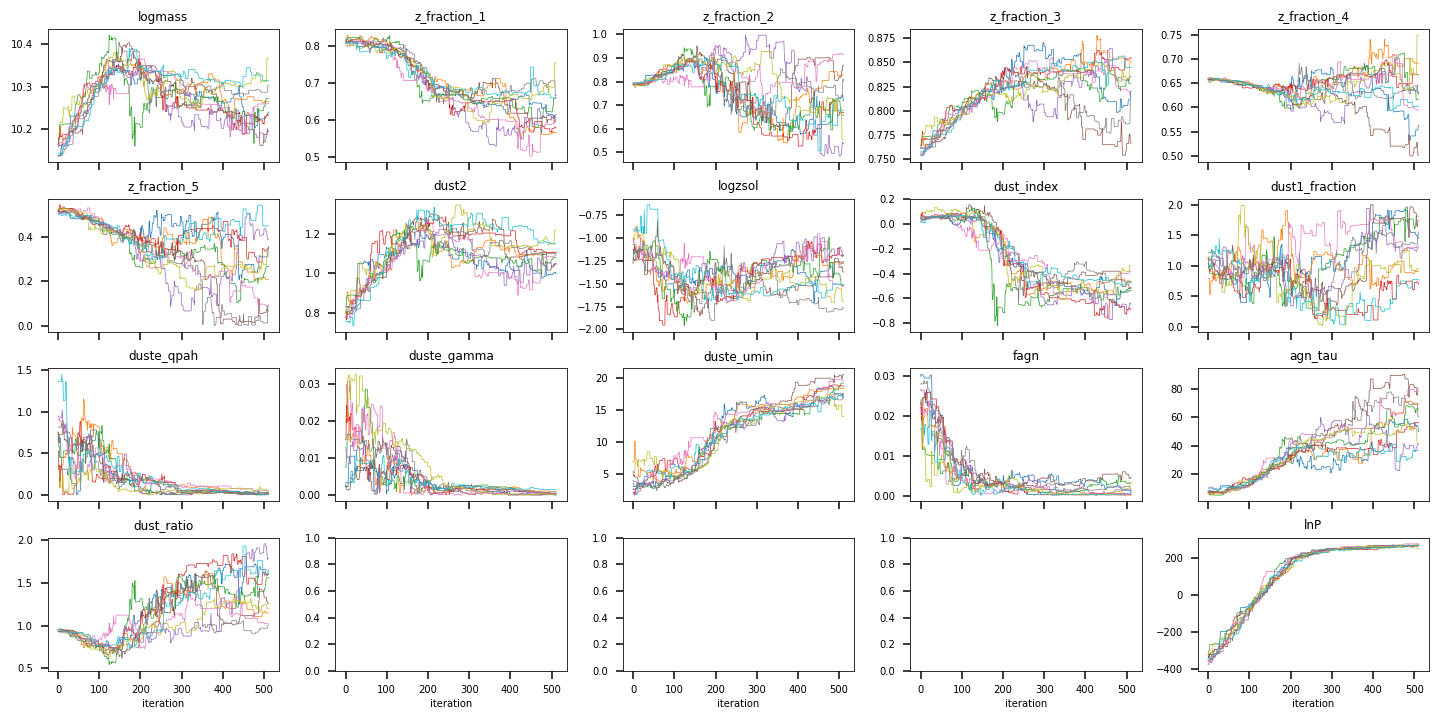 logmass z_fraction_1 z_fraction_2 z_fraction_3 z_fraction_4
10.4 10.3 10.2
0.8 0.7 0.6 0.5
1.0 0.9 0.8 0.7 0.6 0.5
0.875 0.850 0.825 0.800 0.775 0.750
0.75 0.70 0.65 0.60 0.55 0.50
z_fraction_5 dust2 logzsol dust_index dust1_fraction
0.4 0.2 0.0
1.2 1.0 0.8
−0.75 −1.00 −1.25 −1.50 −1.75 −2.00
0.2 0.0 −0.2 −0.4 −0.6 −0.8
2.0 1.5 1.0 0.5 0.0
duste_qpah duste_gamma duste_umin fagn agn_tau
1.5 1.0 0.5 0.0
0.03 0.02 0.01 0.00
20 15 10 5
0.03 0.02 0.01 0.00
80 60 40 20
dust_ratio lnP
2.0 1.5 1.0 0.5
1.0 0.8 0.6 0.4 0.2 0.0
1.0 0.8 0.6 0.4 0.2 0.0
1.0 0.8 0.6 0.4 0.2 0.0
200 0 −200 −400
0 100 200 300 400 500
0 100 200 300 400 500
0 100 200 300 400 500
0 100 200 300 400 500
0 100 200 300 400 500
iteration iteration iteration iteration iteration